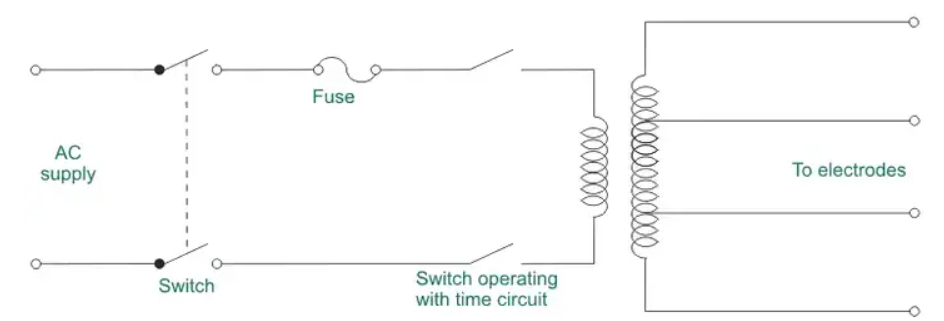 Fuse
AC
supply
To electrodes
Switch
Switch operating
with time circuit